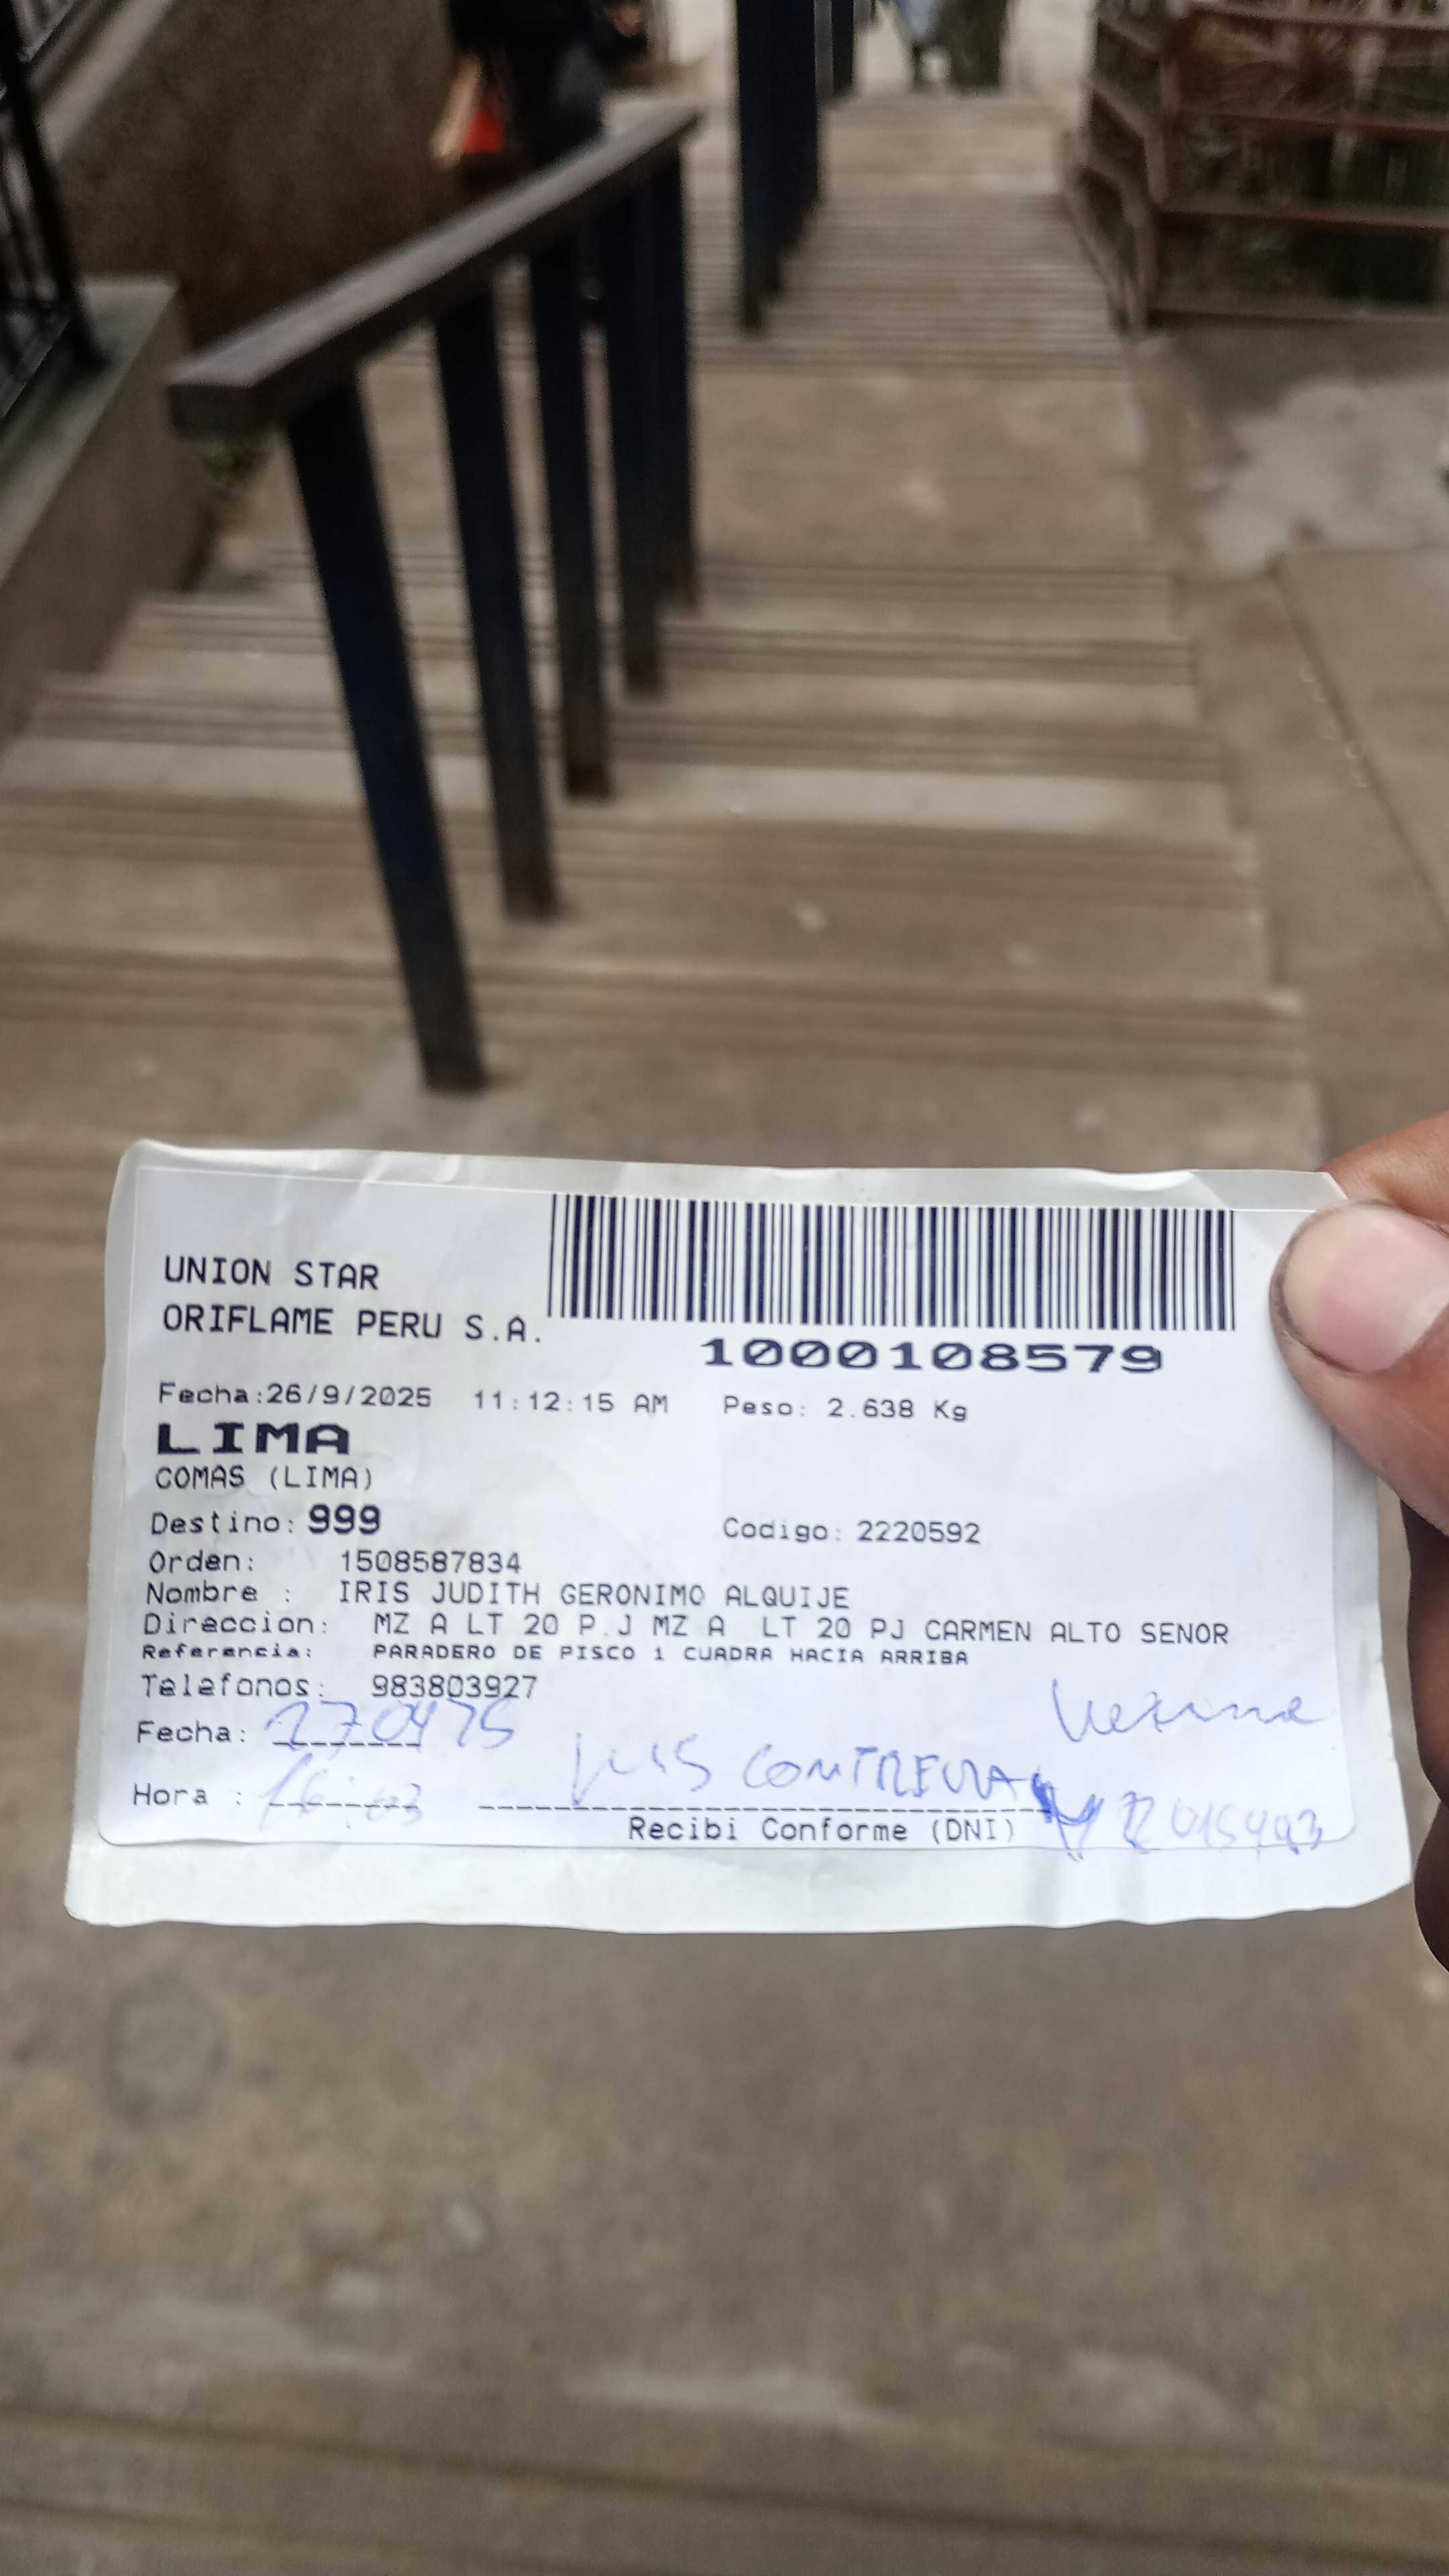 UNION STAR
ORIFLAME PERU S.A.
1000108579
Fecha:26/9/2025 11:12:15 AM Peso: 2.638 Kg
LIMA
COMAS (LIMA)
Destino: 999 Codigo: 2220592
Orden: 1508587834
Nombre : IRIS JUDITH GERONIMO ALQUIJE
Direccion: MZ A LT 20 P.J MZ A LT 20 PJ CARMEN ALTO SENOR
Referencia: PARADERO DE PISCO 1 CUADRA HACIA ARRIBA
Telefonos: 983803927
Fecha:
Hora :
Recibi Conforme (DNI)